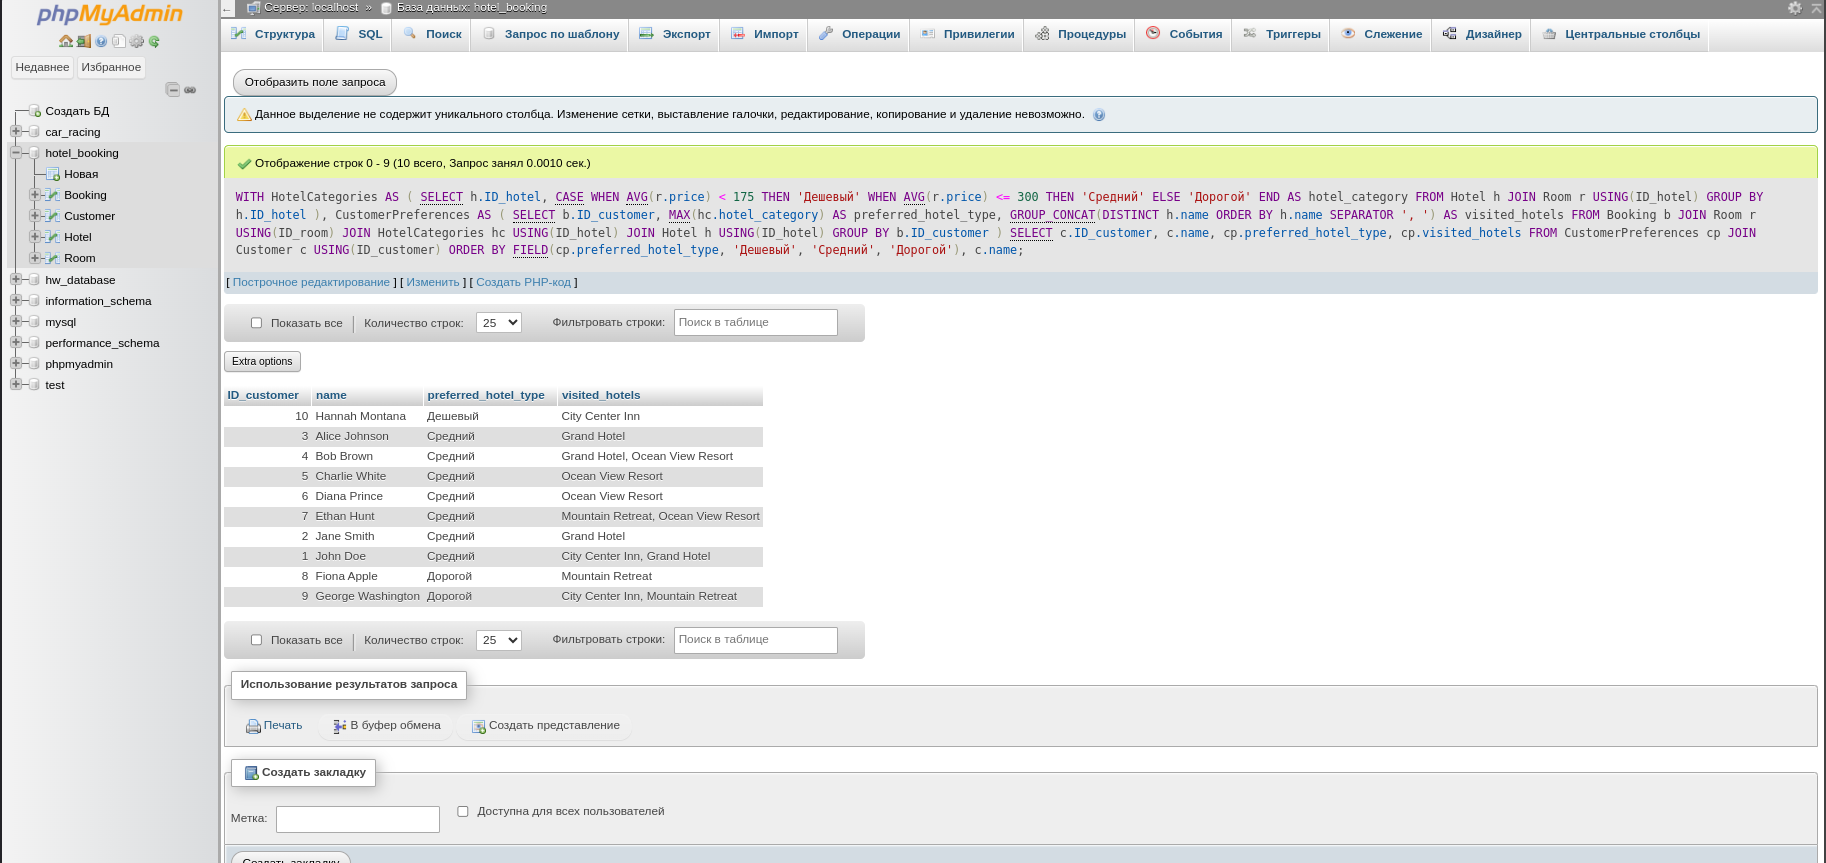 phpMyAdmin
Недавнее Избранное
Создать БД
car_racing
hotel_booking
Новая
Booking
Customer
Hotel
Room
hw_database
information_schema
mysql
performance_schema
phpmyadmin
test
Сервер: localhost » База данных: hotel_booking
Структура SQL Поиск Запрос по шаблону Экспорт Импорт Операции Привилегии Процедуры События Триггеры Слежение Дизайнер Центральные столбцы
Отобразить поле запроса
Данное выделение не содержит уникального столбца. Изменение сетки, выставление галочки, редактирование, копирование и удаление невозможно.
Отображение строк 0 - 9 (10 всего, Запрос занял 0.0010 сек.)
WITH HotelCategories AS ( SELECT h.ID_hotel, CASE WHEN AVG(r.price) < 175 THEN 'Дешевый' WHEN AVG(r.price) <= 300 THEN 'Средний' ELSE 'Дорогой' END AS hotel_category FROM Hotel h JOIN Room r USING(ID_hotel) GROUP BY
h.ID_hotel ), CustomerPreferences AS ( SELECT b.ID_customer, MAX(hc.hotel_category) AS preferred_hotel_type, GROUP_CONCAT(DISTINCT h.name ORDER BY h.name SEPARATOR ', ') AS visited_hotels FROM Booking b JOIN Room r
USING(ID_room) JOIN HotelCategories hc USING(ID_hotel) JOIN Hotel h USING(ID_hotel) GROUP BY b.ID_customer ) SELECT c.ID_customer, c.name, cp.preferred_hotel_type, cp.visited_hotels FROM CustomerPreferences cp JOIN
Customer c USING(ID_customer) ORDER BY FIELD(cp.preferred_hotel_type, 'Дешевый', 'Средний', 'Дорогой'), c.name;
[ Построчное редактирование ] [ Изменить ] [ Создать PHP-код ]
Показать все | Количество строк: 25 Фильтровать строки: Поиск в таблице
Extra options
ID_customer name preferred_hotel_type visited_hotels
10 Hannah Montana Дешевый City Center Inn
3 Alice Johnson Средний Grand Hotel
4 Bob Brown Средний Grand Hotel, Ocean View Resort
5 Charlie White Средний Ocean View Resort
6 Diana Prince Средний Ocean View Resort
7 Ethan Hunt Средний Mountain Retreat, Ocean View Resort
2 Jane Smith Средний Grand Hotel
1 John Doe Средний City Center Inn, Grand Hotel
8 Fiona Apple Дорогой Mountain Retreat
9 George Washington Дорогой City Center Inn, Mountain Retreat
Показать все | Количество строк: 25 Фильтровать строки: Поиск в таблице
Использование результатов запроса
Печать В буфер обмена Создать представление
Создать закладку
Метка: Доступна для всех пользователей
Создать закладку